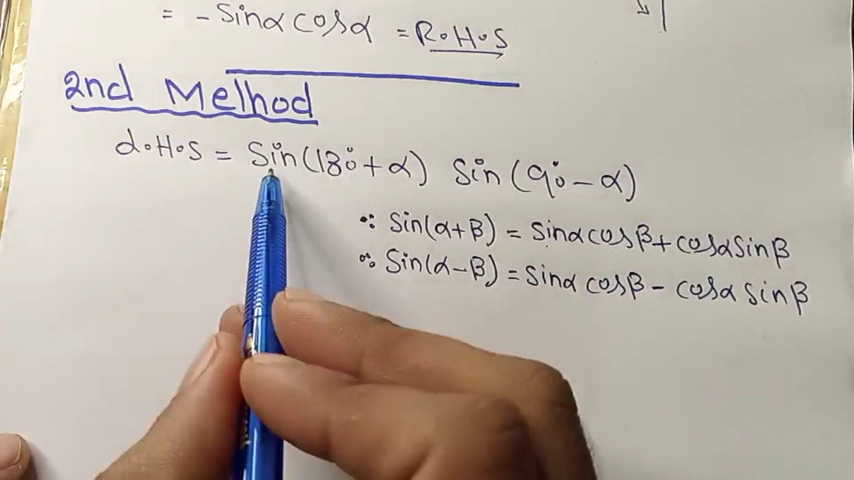 = - Sinα cosα = R.H.S
2nd Method
L.H.S = Sin(180°+α) Sin(90°-α)
∵ Sin(α+β) = Sinα cosβ + cosα Sinβ
∵ Sin(α-β) = Sinα cosβ - cosα Sinβ